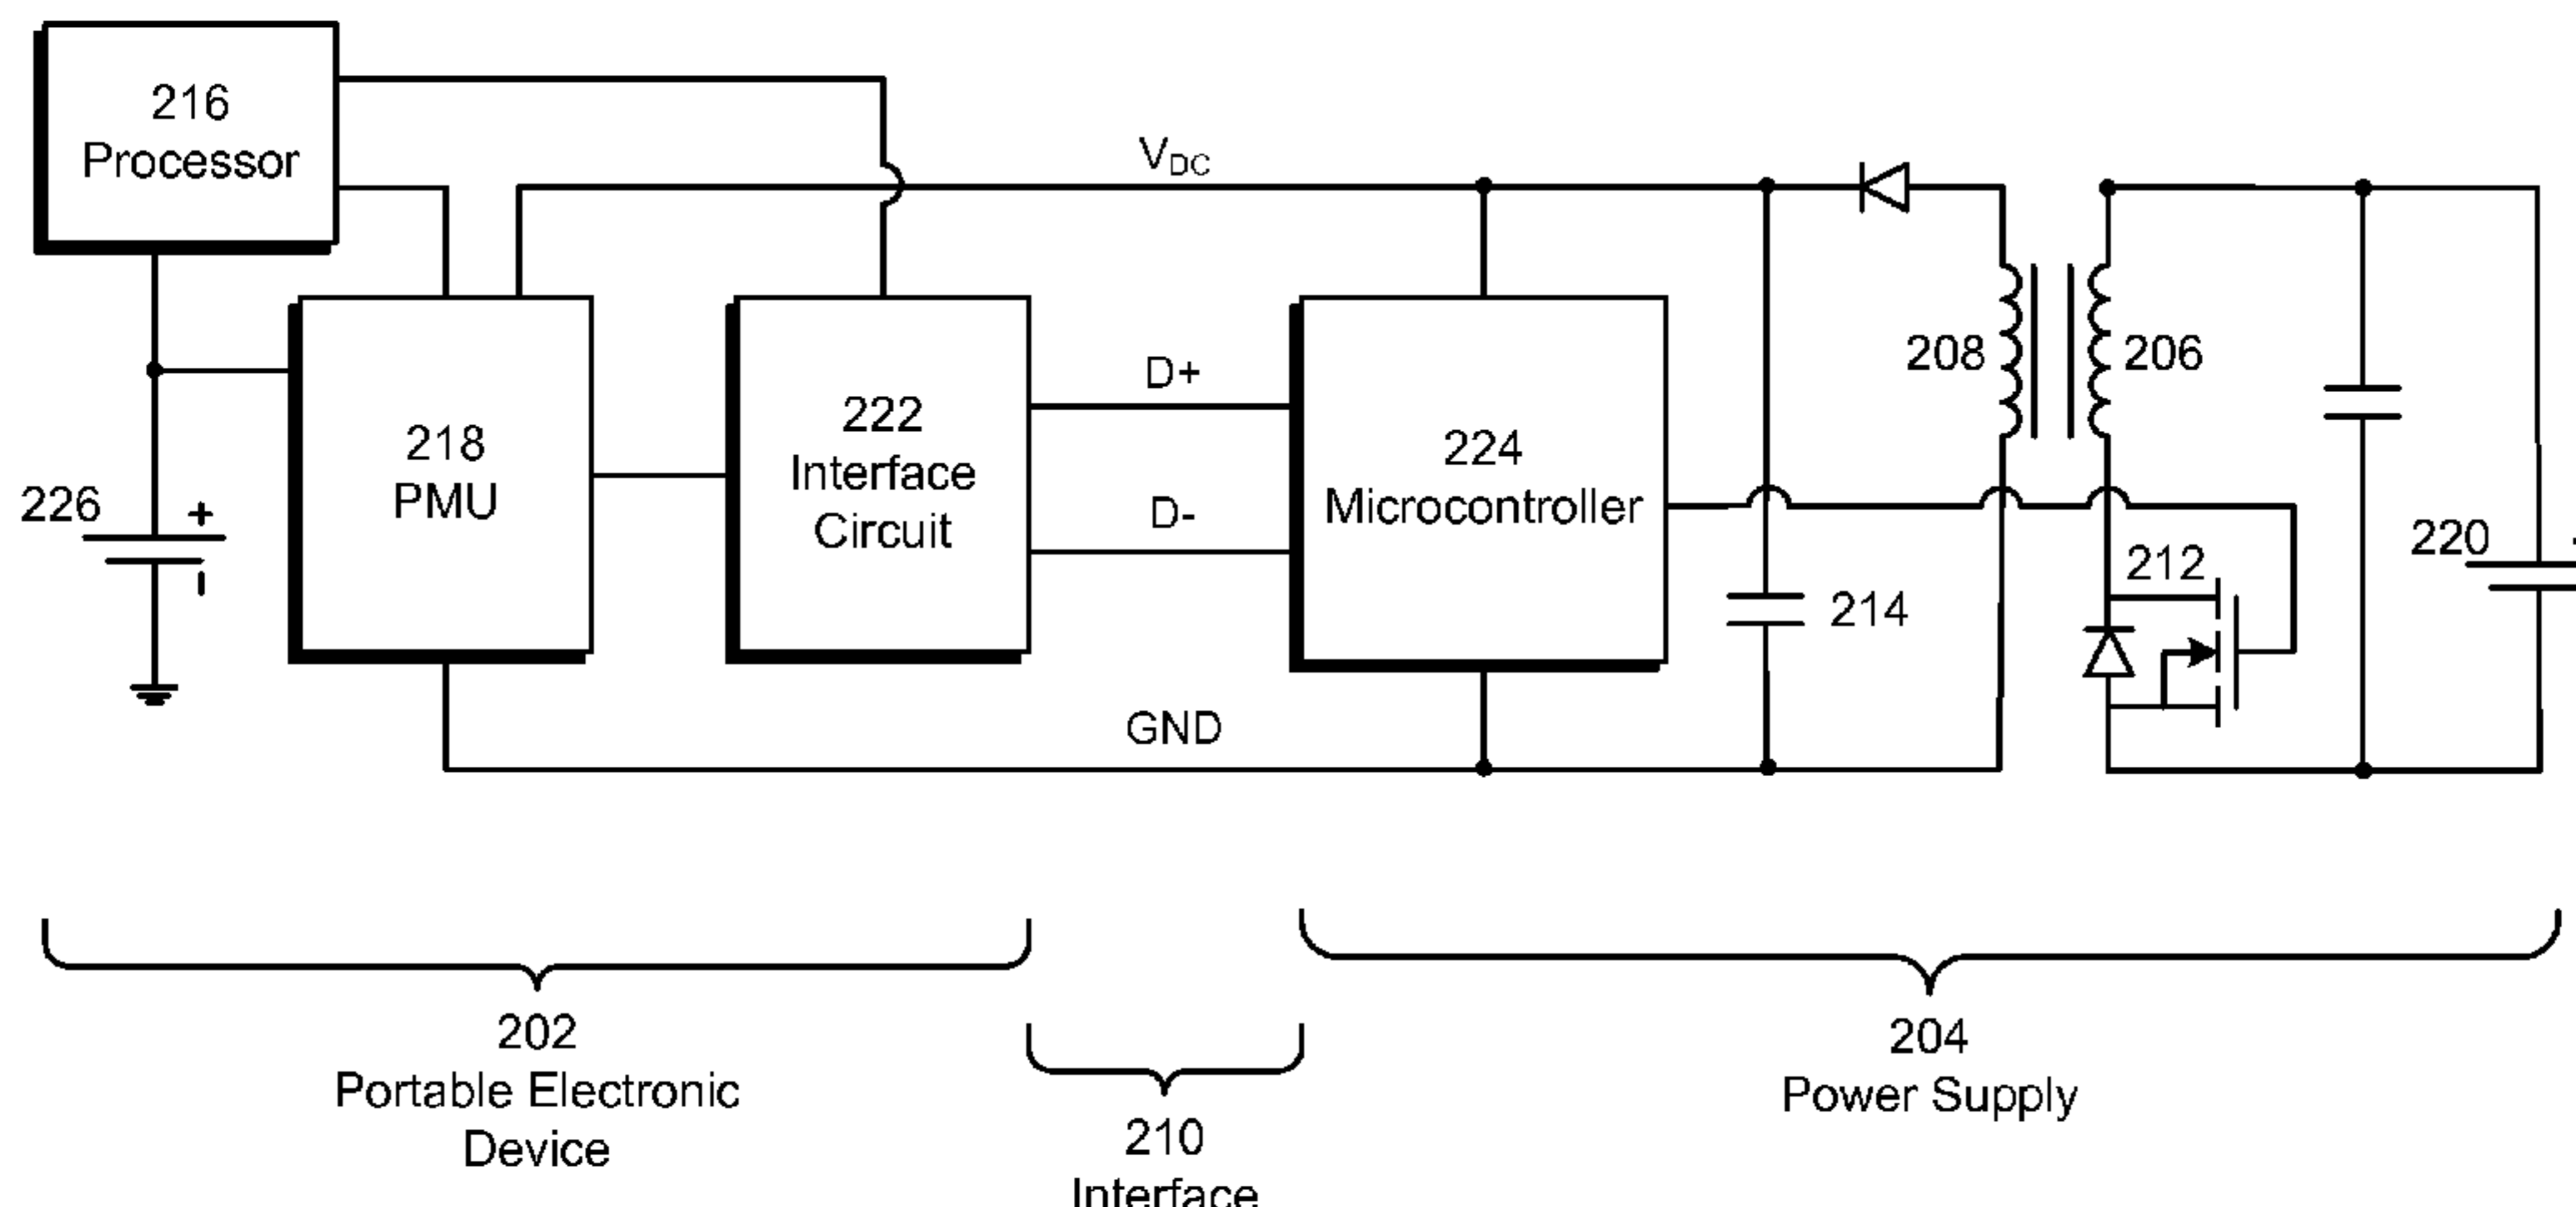 216
Processor
V_DC
208
206
D+
222
Interface
Circuit
218
PMU
224
Microcontroller
226
+
-
D-
220
212
214
GND
202
Portable Electronic
Device
204
Power Supply
210
Interface